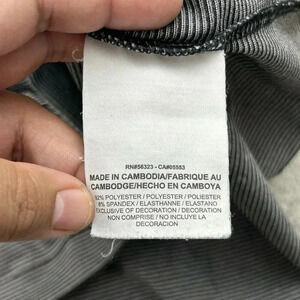 RN#56323 - CA#05553
MADE IN CAMBODIA/FABRIQUE AU
CAMBODGE/HECHO EN CAMBOYA
92% POLYESTER / POLYESTER / POLIESTER
8% SPANDEX / ELASTHANNE / ELASTANO
EXCLUSIVE OF DECORATION / DECORATION
NON COMPRISE / NO INCLUYE LA
DECORACION